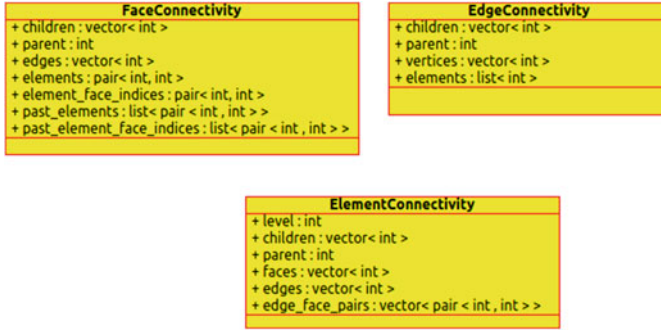 FaceConnectivity
+ children : vector< int >
+ parent : int
+ edges : vector< int >
+ elements : pair< int, int >
+ element_face_indices : pair< int, int >
+ past_elements : list< pair < int , int > >
+ past_element_face_indices : list< pair < int , int > >
EdgeConnectivity
+ children : vector< int >
+ parent : int
+ vertices : vector< int >
+ elements : list< int >
ElementConnectivity
+ level : int
+ children : vector< int >
+ parent : int
+ faces : vector< int >
+ edges : vector< int >
+ edge_face_pairs : vector< pair < int , int > >